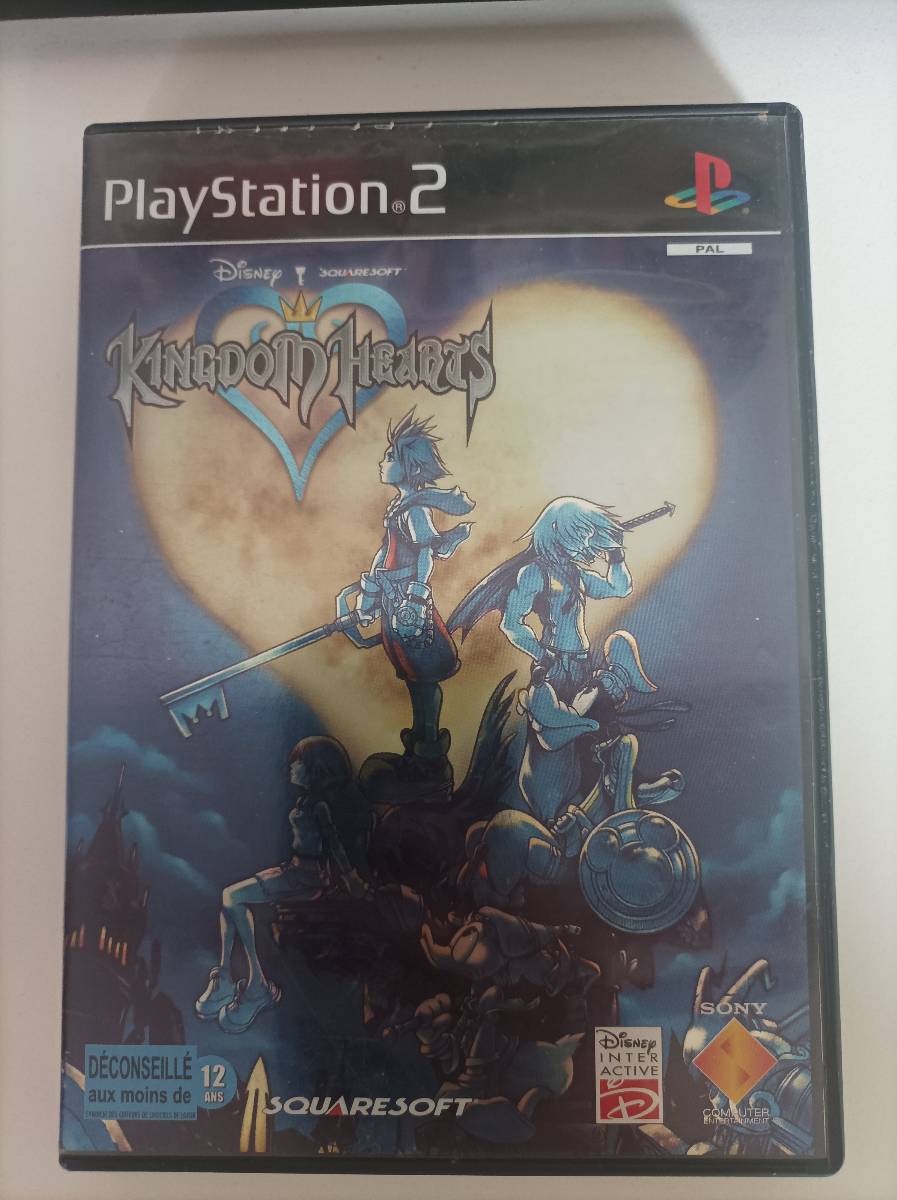 PlayStation®2
PAL
Disney SQUARESOFT
KINGDOM HEARTS
DÉCONSEILLÉ
aux moins de 12 ANS
SQUARESOFT
Disney
INTER
ACTIVE
SONY
COMPUTER
ENTERTAINMENT